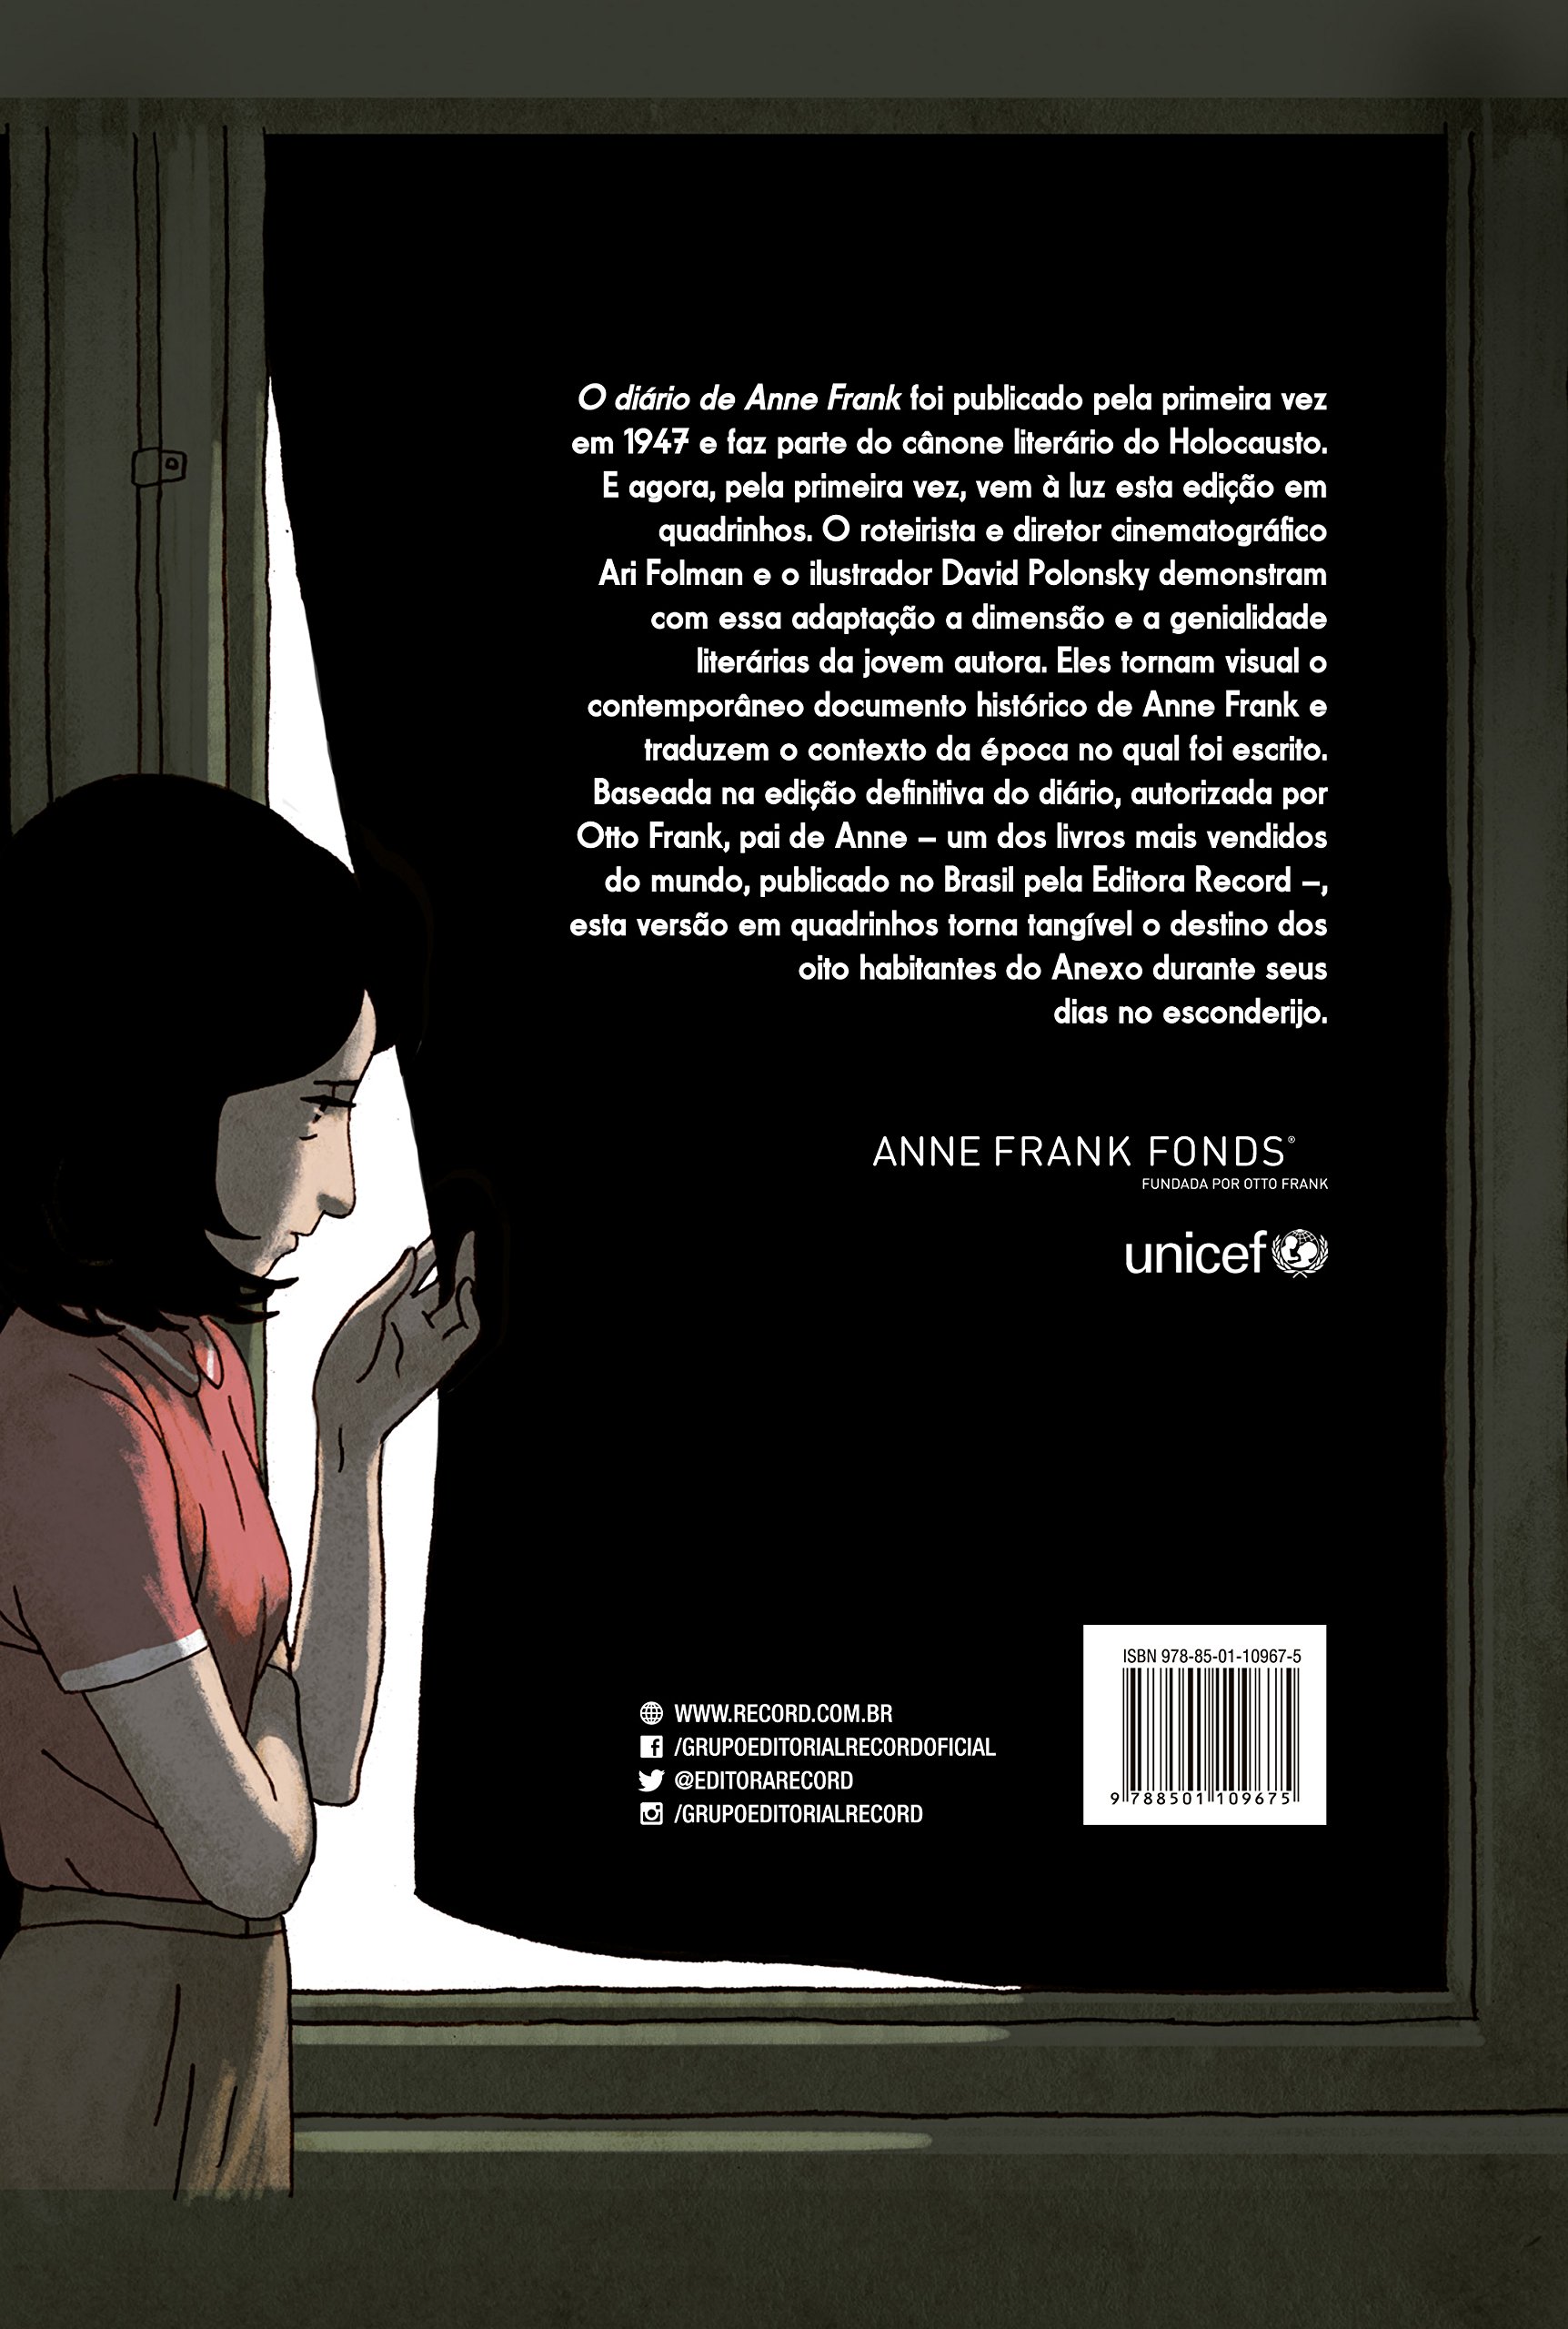 O diário de Anne Frank foi publicado pela primeira vez
em 1947 e faz parte do cânone literário do Holocausto.
E agora, pela primeira vez, vem à luz esta edição em
quadrinhos. O roteirista e diretor cinematográfico
Ari Folman e o ilustrador David Polonsky demonstram
com essa adaptação a dimensão e a genialidade
literárias da jovem autora. Eles tornam visual o
contemporâneo documento histórico de Anne Frank e
traduzem o contexto da época no qual foi escrito.
Baseada na edição definitiva do diário, autorizada por
Otto Frank, pai de Anne – um dos livros mais vendidos
do mundo, publicado no Brasil pela Editora Record –,
esta versão em quadrinhos torna tangível o destino dos
oito habitantes do Anexo durante seus
dias no esconderijo.
ANNE FRANK FONDS®
FUNDADA POR OTTO FRANK
unicef
WWW.RECORD.COM.BR
/GRUPOEDITORIALRECORDOFICIAL
@EDITORARECORD
/GRUPOEDITORIALRECORD
ISBN 978-85-01-10967-5
9 788501 109675